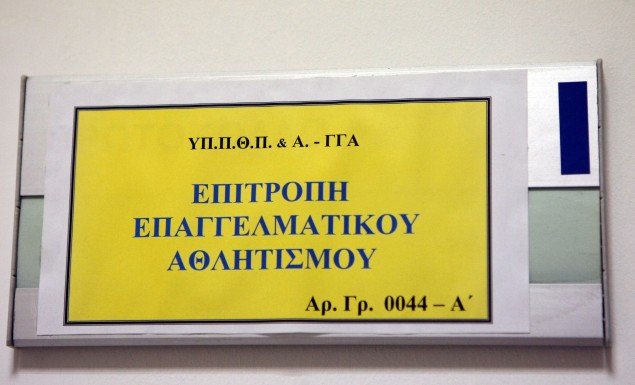 ΥΠ.Π.Θ.Π. & Α. - ΓΓΑ
ΕΠΙΤΡΟΠΗ
ΕΠΑΓΓΕΛΜΑΤΙΚΟΥ
ΑΘΛΗΤΙΣΜΟΥ
Αρ. Γρ. 0044 – Α΄